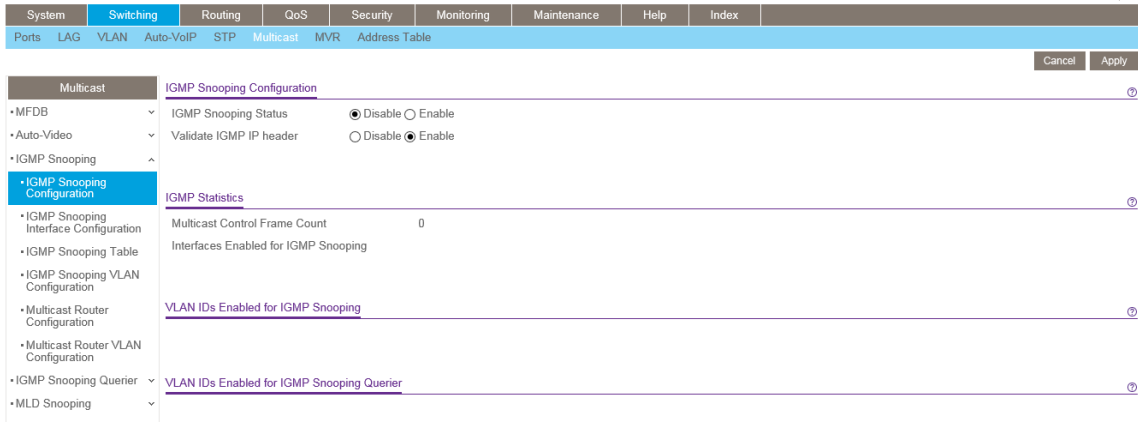 System Switching Routing QoS Security Monitoring Maintenance Help Index
Ports LAG VLAN Auto-VoIP STP Multicast MVR Address Table
Cancel Apply
Multicast
•MFDB
•Auto-Video
•IGMP Snooping
•IGMP Snooping
Configuration
•IGMP Snooping
Interface Configuration
•IGMP Snooping Table
•IGMP Snooping VLAN
Configuration
•Multicast Router
Configuration
•Multicast Router VLAN
Configuration
•IGMP Snooping Querier
•MLD Snooping
IGMP Snooping Configuration
IGMP Snooping Status Disable Enable
Validate IGMP IP header Disable Enable
IGMP Statistics
Multicast Control Frame Count 0
Interfaces Enabled for IGMP Snooping
VLAN IDs Enabled for IGMP Snooping
VLAN IDs Enabled for IGMP Snooping Querier